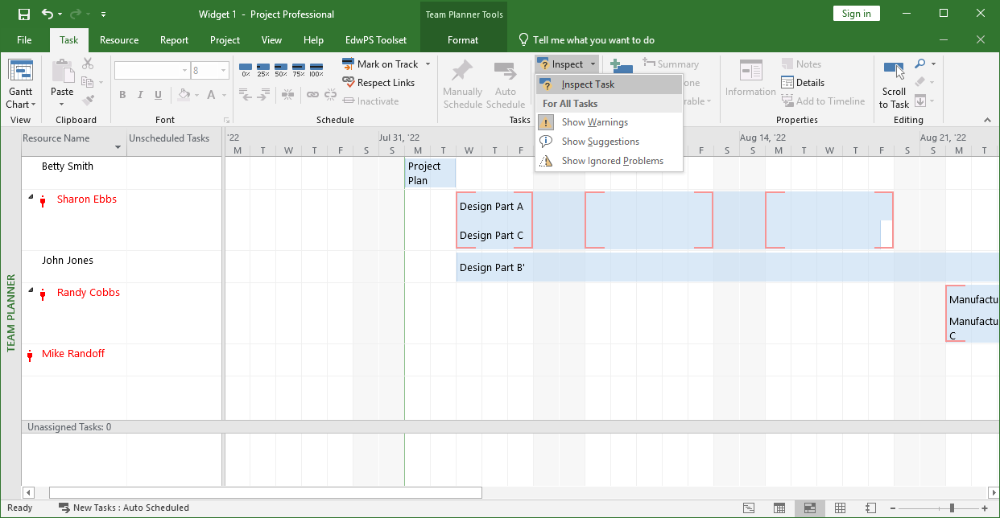 Widget 1 - Project Professional
Team Planner Tools
Sign in
File Task Resource Report Project View Help EdwPS Toolset Format Tell me what you want to do
Gantt
Chart
View
Paste
Clipboard
8
B I U A
Font
0% 25% 50% 75% 100%
Mark on Track
Respect Links
Inactivate
Schedule
Manually
Schedule
Auto
Schedule
Tasks
Inspect
Inspect Task
For All Tasks
Show Warnings
Show Suggestions
Show Ignored Problems
Summary
Information
Notes
Details
Add to Timeline
Properties
Scroll
to Task
Editing
TEAM PLANNER
Resource Name Unscheduled Tasks '22 Jul 31, '22 Aug 14, '22 Aug 21, '22
M T W T F S S M T W T F F S S M T W T F S S M T
Betty Smith
Project
Plan
Sharon Ebbs
Design Part A
Design Part C
John Jones
Design Part B'
Randy Cobbs
Manufactu
Manufactu
C
Mike Randoff
Unassigned Tasks: 0
Ready New Tasks : Auto Scheduled